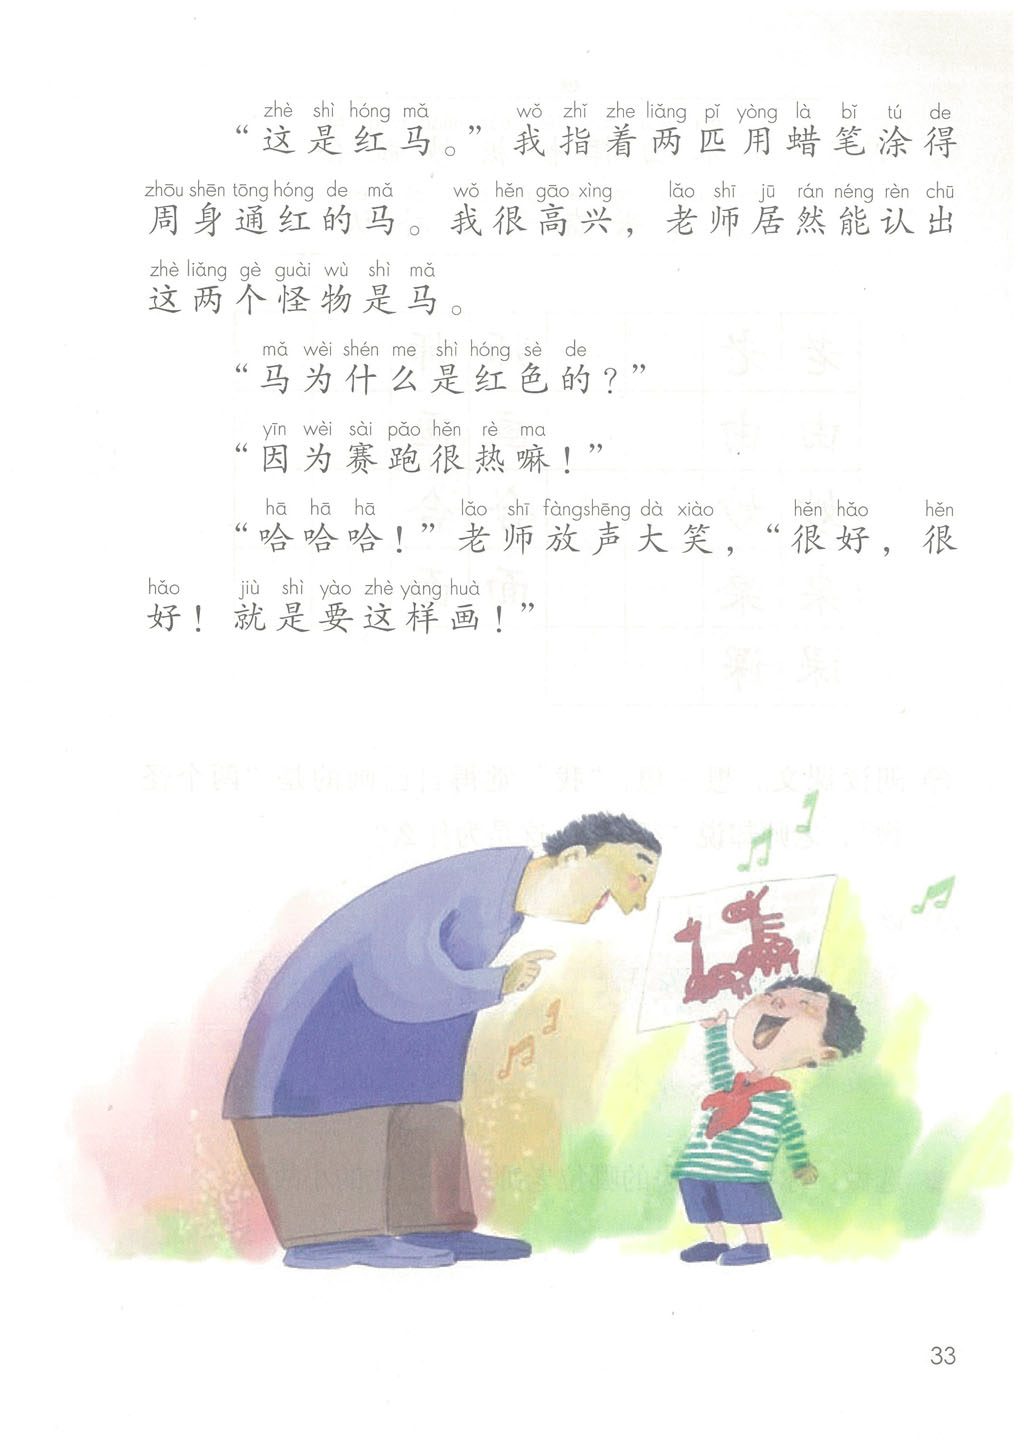 zhè shì hóng mǎ wǒ zhǐ zhe liǎng pǐ yòng là bǐ tú de
“这是红马。”我指着两匹用蜡笔涂得
zhōu shēn tōng hóng de mǎ wǒ hěn gāo xìng lǎo shī jū rán néng rèn chū
周身通红的马。我很高兴，老师居然能认出
zhè liǎng gè guài wù shì mǎ
这两个怪物是马。
mǎ wèi shén me shì hóng sè de
“马为什么是红色的？”
yīn wèi sài pǎo hěn rè ma
“因为赛跑很热嘛！”
hā hā hā lǎo shī fàng shēng dà xiào hěn hǎo hěn
“哈哈哈！”老师放声大笑，“很好，很
hǎo jiù shì yào zhè yàng huà
好！就是要这样画！”
33